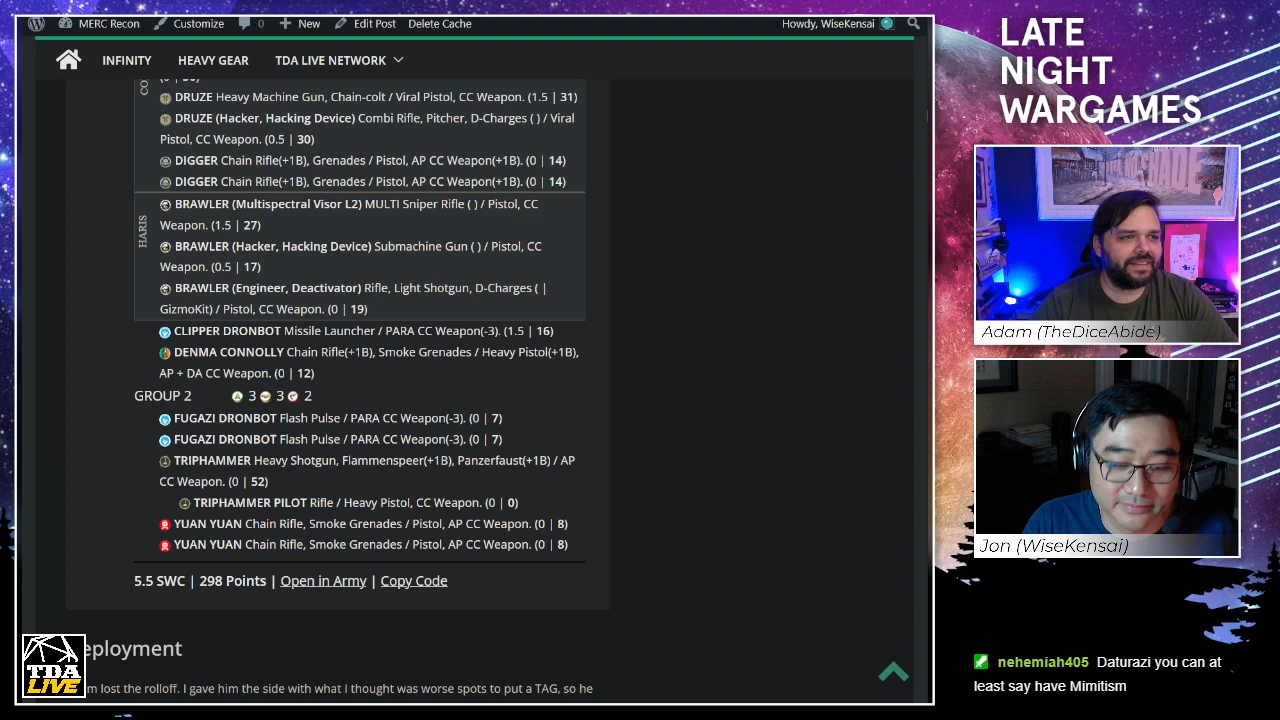 MERC Recon Customize 0 New Edit Post Delete Cache Howdy, WiseKensai
INFINITY HEAVY GEAR TDA LIVE NETWORK
DRUZE Heavy Machine Gun, Chain-colt / Viral Pistol, CC Weapon. (1.5 | 31)
DRUZE (Hacker, Hacking Device) Combi Rifle, Pitcher, D-Charges ( ) / Viral
Pistol, CC Weapon. (0.5 | 30)
DIGGER Chain Rifle(+1B), Grenades / Pistol, AP CC Weapon(+1B). (0 | 14)
DIGGER Chain Rifle(+1B), Grenades / Pistol, AP CC Weapon(+1B). (0 | 14)
HARIS
BRAWLER (Multispectral Visor L2) MULTI Sniper Rifle ( ) / Pistol, CC
Weapon. (1.5 | 27)
BRAWLER (Hacker, Hacking Device) Submachine Gun ( ) / Pistol, CC
Weapon. (0.5 | 17)
BRAWLER (Engineer, Deactivator) Rifle, Light Shotgun, D-Charges ( |
GizmoKit) / Pistol, CC Weapon. (0 | 19)
CLIPPER DRONBOT Missile Launcher / PARA CC Weapon(-3). (1.5 | 16)
DENMA CONNOLLY Chain Rifle(+1B), Smoke Grenades / Heavy Pistol(+1B),
AP + DA CC Weapon. (0 | 12)
GROUP 2 3 3 2
FUGAZI DRONBOT Flash Pulse / PARA CC Weapon(-3). (0 | 7)
FUGAZI DRONBOT Flash Pulse / PARA CC Weapon(-3). (0 | 7)
TRIPHAMMER Heavy Shotgun, Flammenspeer(+1B), Panzerfaust(+1B) / AP
CC Weapon. (0 | 52)
TRIPHAMMER PILOT Rifle / Heavy Pistol, CC Weapon. (0 | 0)
YUAN YUAN Chain Rifle, Smoke Grenades / Pistol, AP CC Weapon. (0 | 8)
YUAN YUAN Chain Rifle, Smoke Grenades / Pistol, AP CC Weapon. (0 | 8)
5.5 SWC | 298 Points | Open in Army | Copy Code
eployment
m lost the rolloff. I gave him the side with what I thought was worse spots to put a TAG, so he
TDA
LIVE
LATE
NIGHT
WARGAMES
Adam (TheDiceAbide)
Jon (WiseKensai)
nehemiah405 Daturazi you can at
least say have Mimitism